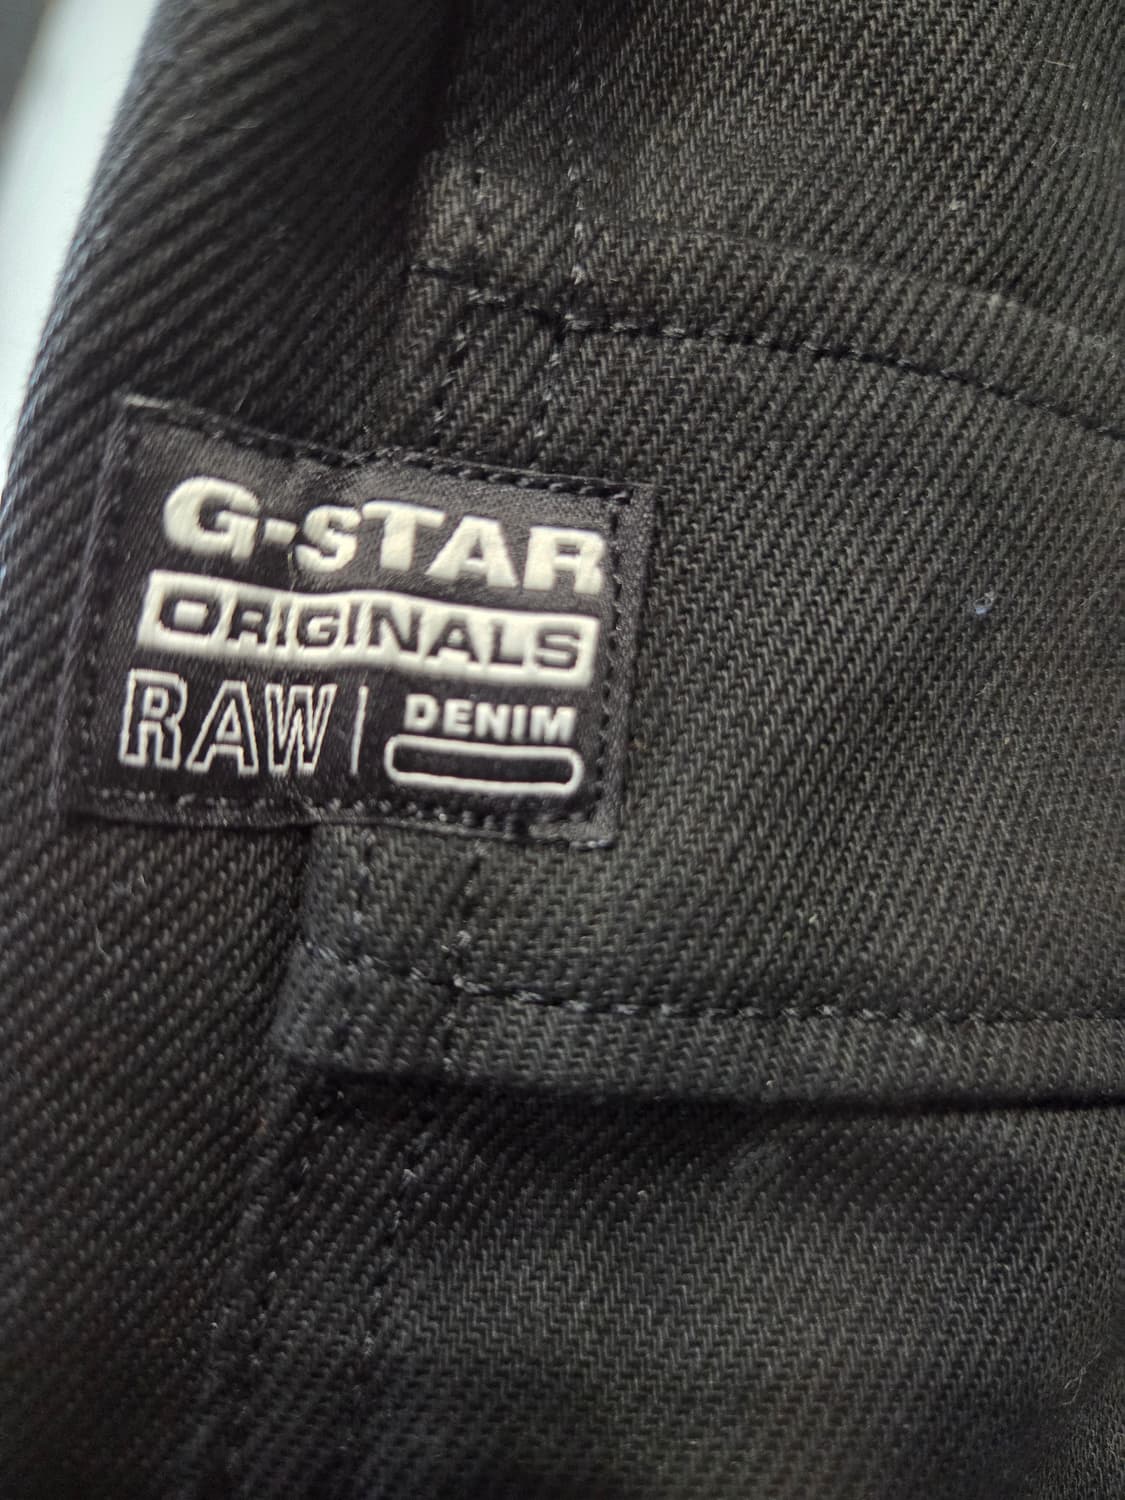 G-STAR
ORIGINALS
RAW | DENIM